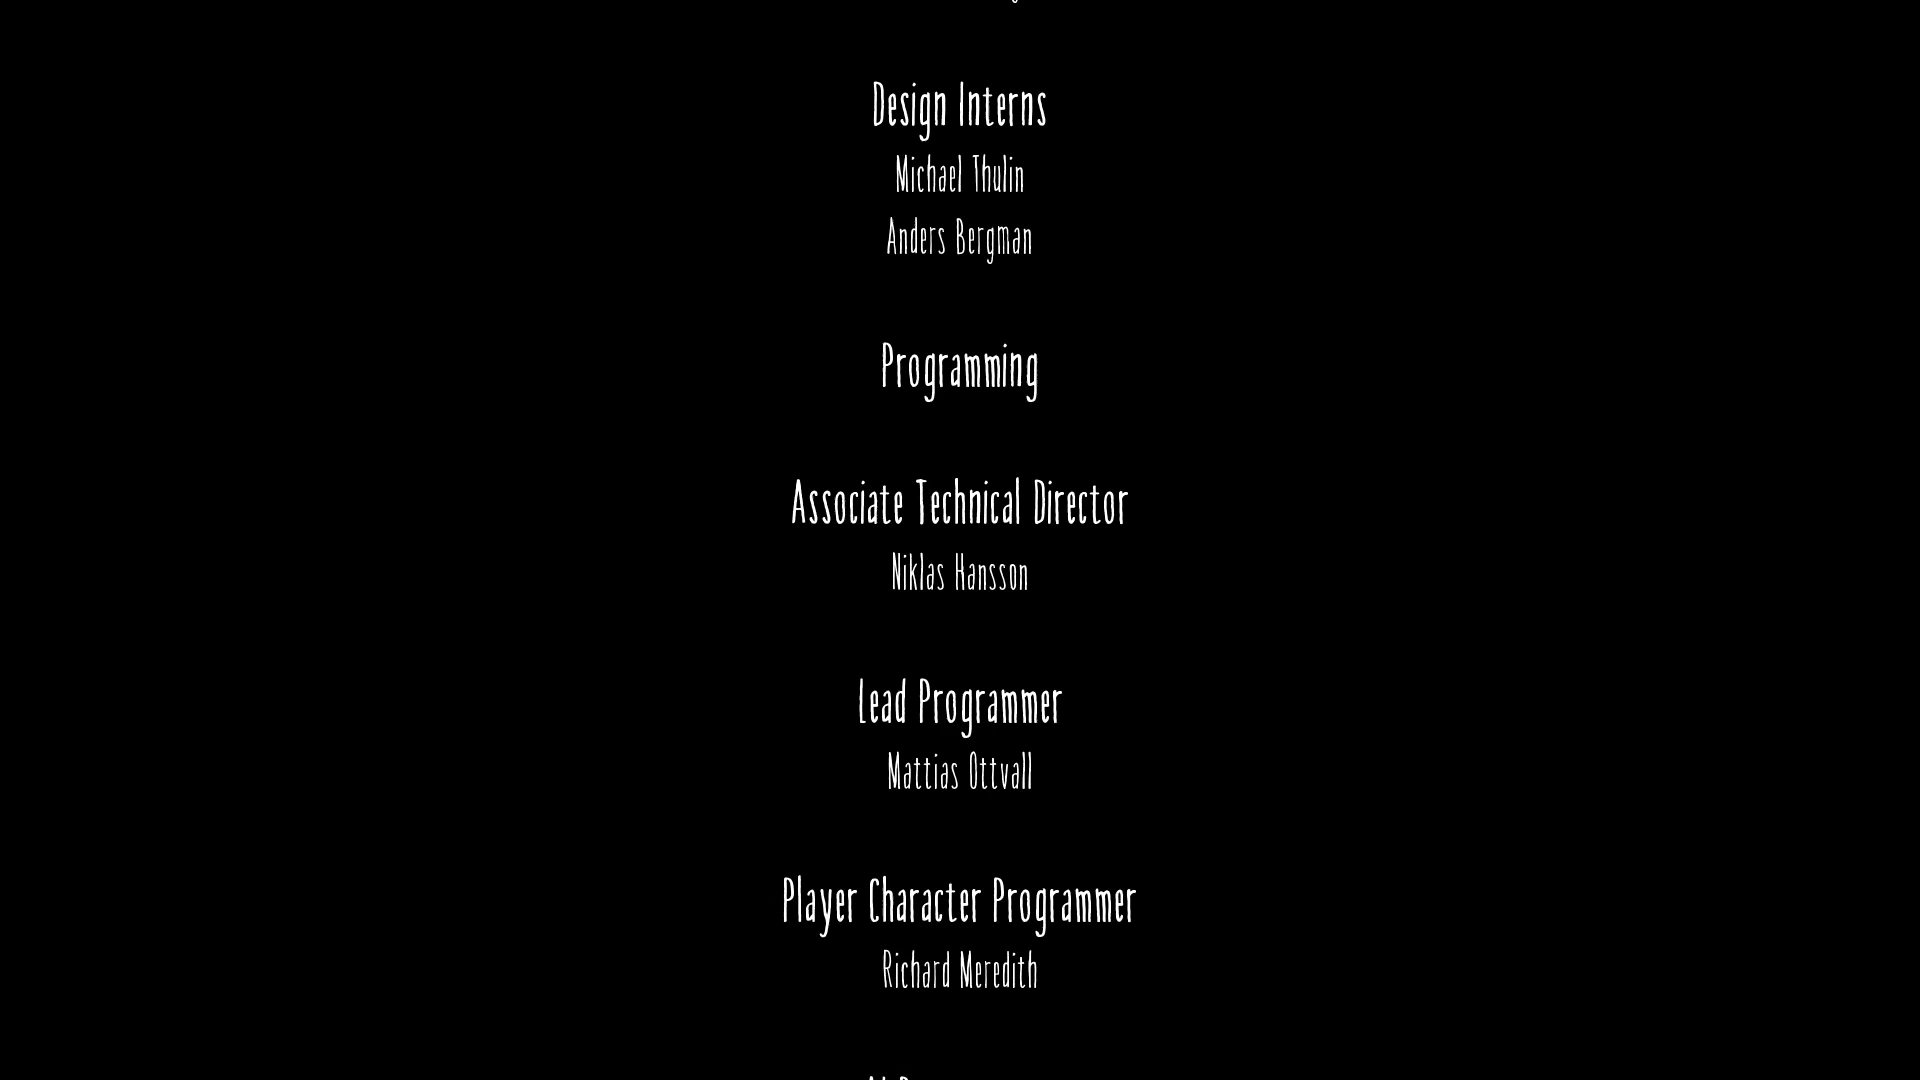 Design Interns
Michael Thulin
Anders Bergman
Programming
Associate Technical Director
Niklas Hansson
Lead Programmer
Mattias Ottvall
Player Character Programmer
Richard Meredith